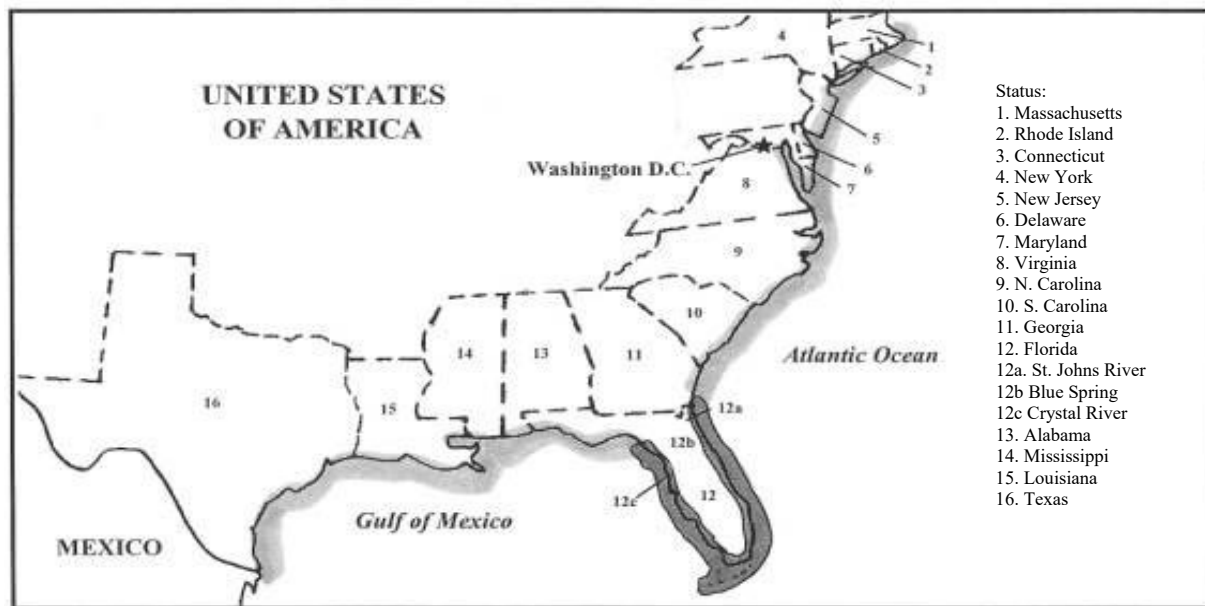 UNITED STATES
OF AMERICA
Washington D.C.
Atlantic Ocean
Gulf of Mexico
MEXICO
4
1
2
3
5
6
7
8
9
10
11
13
14
15
16
12a
12b
12c
12
Status:
1. Massachusetts
2. Rhode Island
3. Connecticut
4. New York
5. New Jersey
6. Delaware
7. Maryland
8. Virginia
9. N. Carolina
10. S. Carolina
11. Georgia
12. Florida
12a. St. Johns River
12b Blue Spring
12c Crystal River
13. Alabama
14. Mississippi
15. Louisiana
16. Texas